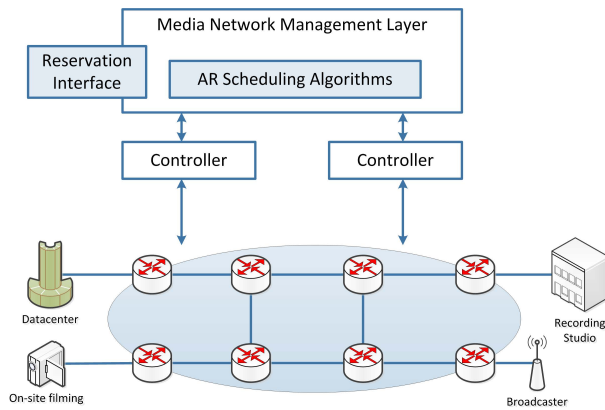 Media Network Management Layer
Reservation
Interface
AR Scheduling Algorithms
Controller
Controller
Datacenter
Recording
Studio
On-site filming
Broadcaster